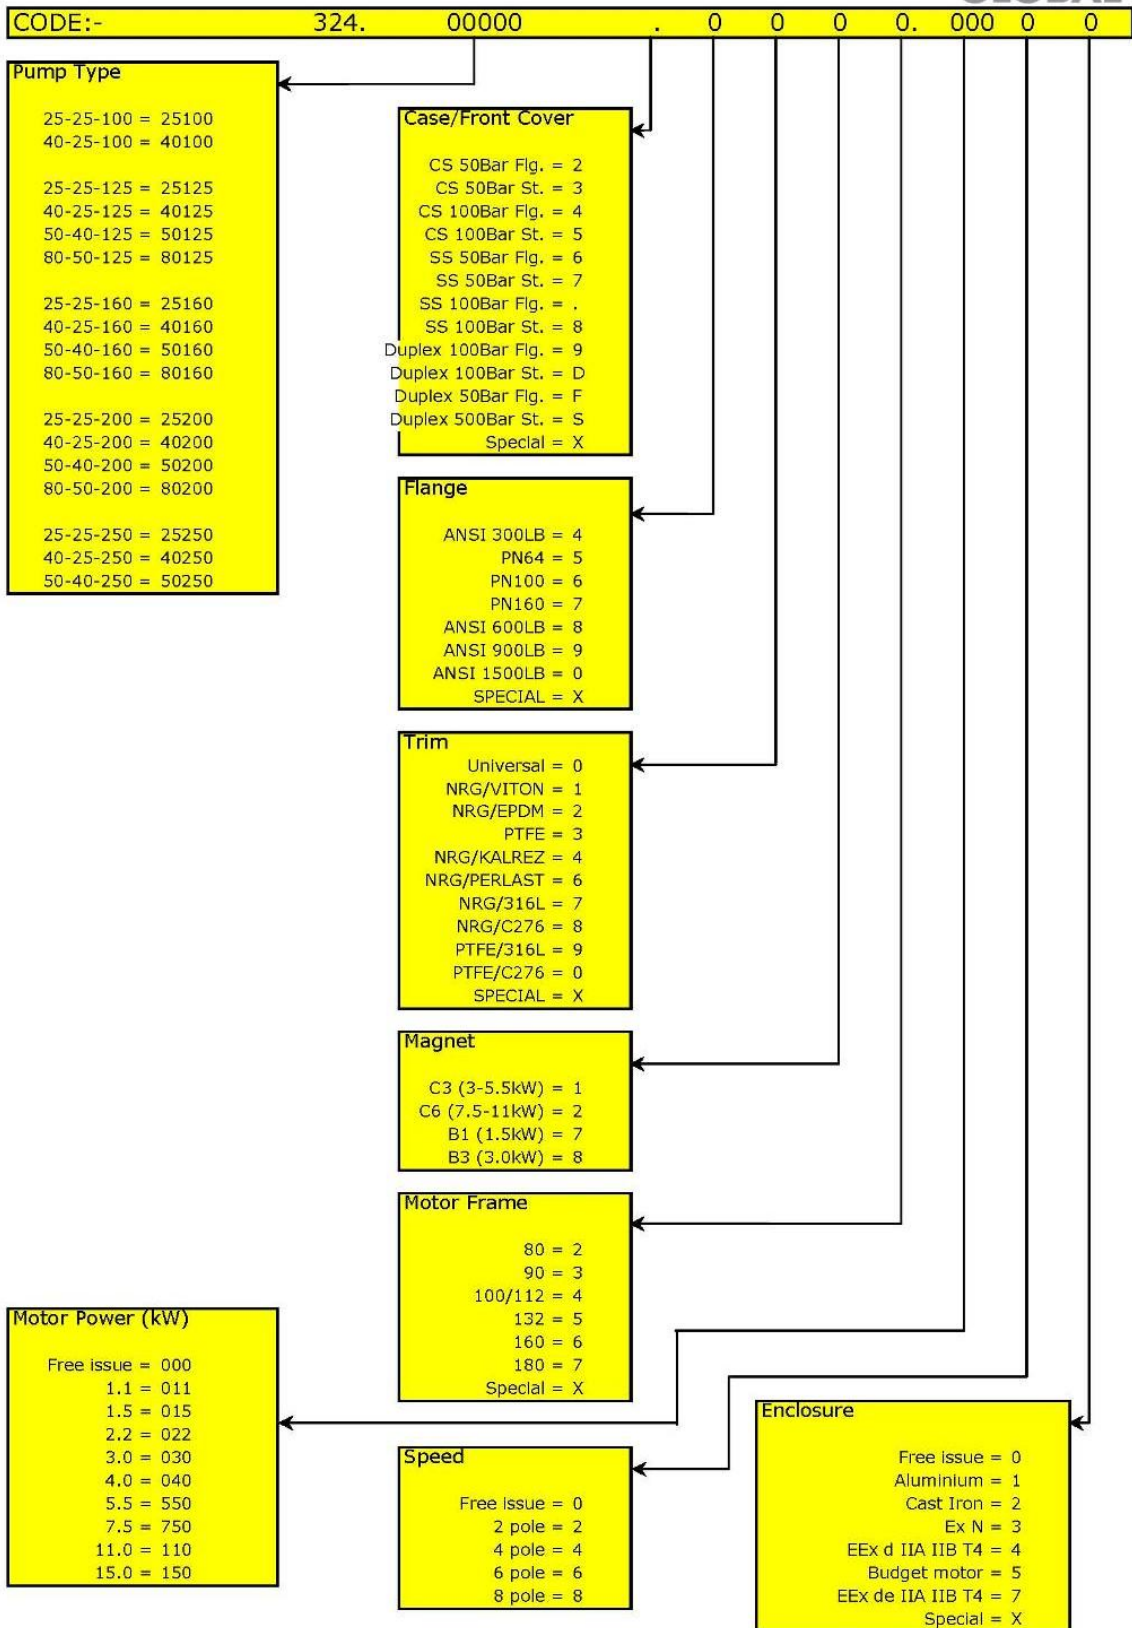 GLOBAL
CODE:- 324. 00000 . 0 0 0 0. 000 0 0
Pump Type
25-25-100 = 25100
40-25-100 = 40100
25-25-125 = 25125
40-25-125 = 40125
50-40-125 = 50125
80-50-125 = 80125
25-25-160 = 25160
40-25-160 = 40160
50-40-160 = 50160
80-50-160 = 80160
25-25-200 = 25200
40-25-200 = 40200
50-40-200 = 50200
80-50-200 = 80200
25-25-250 = 25250
40-25-250 = 40250
50-40-250 = 50250
Case/Front Cover
CS 50Bar Flg. = 2
CS 50Bar St. = 3
CS 100Bar Flg. = 4
CS 100Bar St. = 5
SS 50Bar Flg. = 6
SS 50Bar St. = 7
SS 100Bar Flg. = .
SS 100Bar St. = 8
Duplex 100Bar Flg. = 9
Duplex 100Bar St. = D
Duplex 50Bar Flg. = F
Duplex 500Bar St. = S
Special = X
Flange
ANSI 300LB = 4
PN64 = 5
PN100 = 6
PN160 = 7
ANSI 600LB = 8
ANSI 900LB = 9
ANSI 1500LB = 0
SPECIAL = X
Trim
Universal = 0
NRG/VITON = 1
NRG/EPDM = 2
PTFE = 3
NRG/KALREZ = 4
NRG/PERLAST = 6
NRG/316L = 7
NRG/C276 = 8
PTFE/316L = 9
PTFE/C276 = 0
SPECIAL = X
Magnet
C3 (3-5.5kW) = 1
C6 (7.5-11kW) = 2
B1 (1.5kW) = 7
B3 (3.0kW) = 8
Motor Frame
80 = 2
90 = 3
100/112 = 4
132 = 5
160 = 6
180 = 7
Special = X
Motor Power (kW)
Free issue = 000
1.1 = 011
1.5 = 015
2.2 = 022
3.0 = 030
4.0 = 040
5.5 = 550
7.5 = 750
11.0 = 110
15.0 = 150
Speed
Free issue = 0
2 pole = 2
4 pole = 4
6 pole = 6
8 pole = 8
Enclosure
Free issue = 0
Aluminium = 1
Cast Iron = 2
Ex N = 3
EEx d IIA IIB T4 = 4
Budget motor = 5
EEx de IIA IIB T4 = 7
Special = X